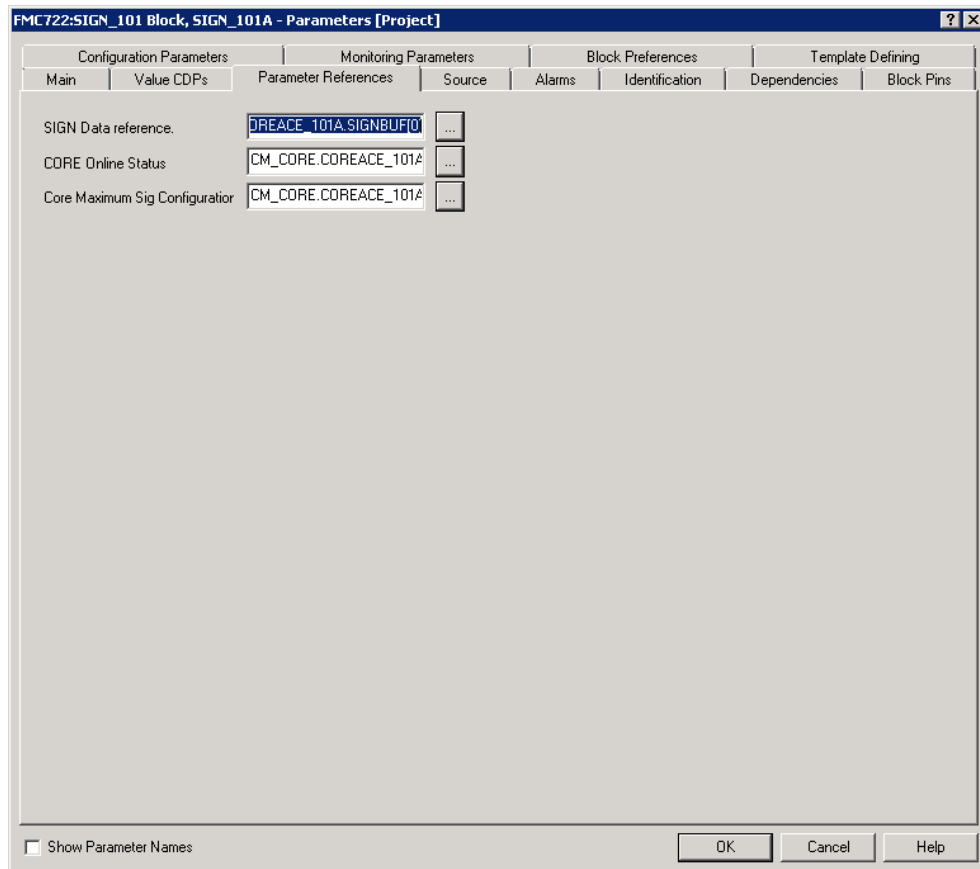 FMC722:SIGN_101 Block, SIGN_101A - Parameters [Project]
Configuration Parameters Monitoring Parameters Block Preferences Template Defining
Main Value CDPs Parameter References Source Alarms Identification Dependencies Block Pins
SIGN Data reference. OREACE_101A.SIGNBUF[0] ...
CORE Online Status CM_CORE.COREACE_101A ...
Core Maximum Sig Configuration CM_CORE.COREACE_101A ...
Show Parameter Names OK Cancel Help